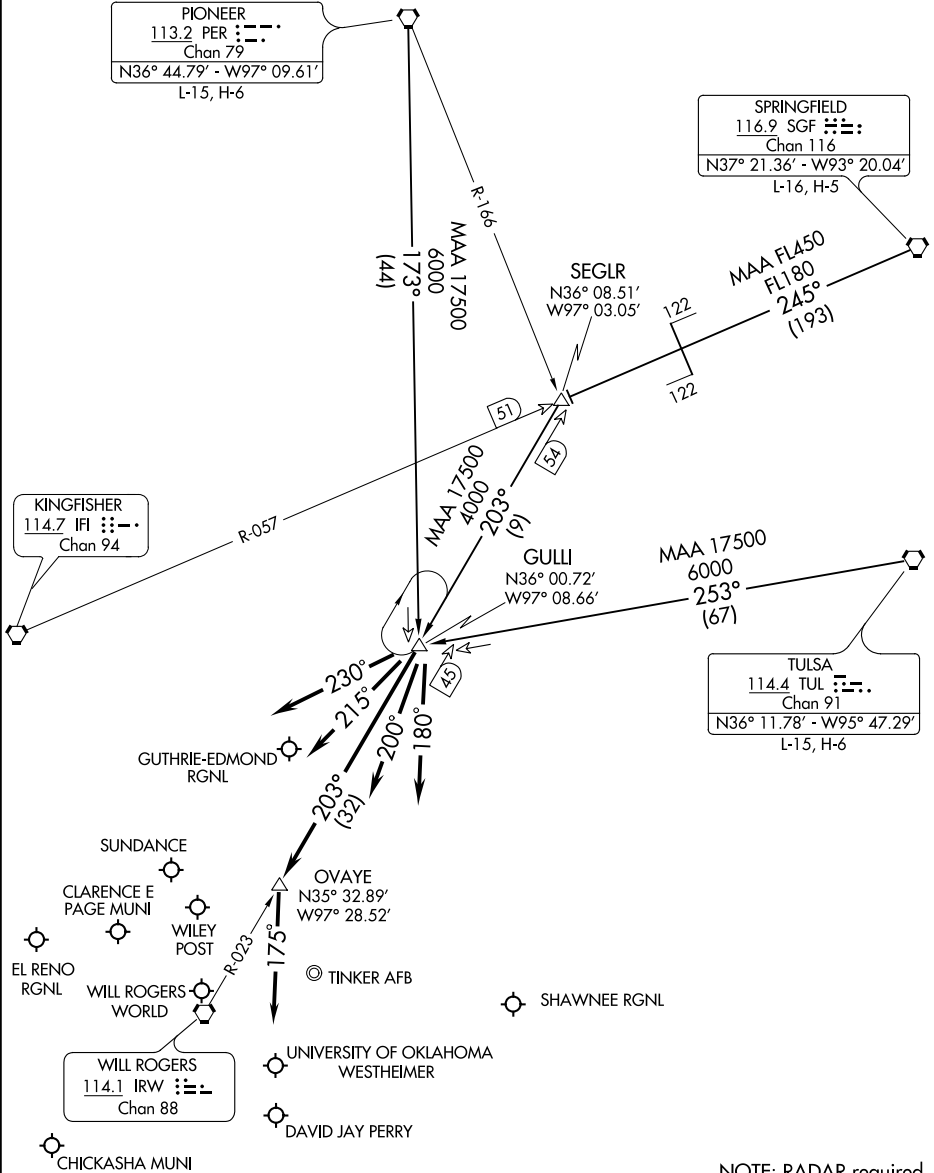 PIONEER
113.2 PER
Chan 79
N36° 44.79' - W97° 09.61'
L-15, H-6
SPRINGFIELD
116.9 SGF
Chan 116
N37° 21.36' - W93° 20.04'
L-16, H-5
R-166
MAA 17500
6000
173°
(44)
MAA FL450
FL180
245°
(193)
SEGLR
N36° 08.51'
W97° 03.05'
122
122
51
54
KINGFISHER
114.7 IFI
Chan 94
R-057
MAA 17500
4000
203°
(9)
GULLI
N36° 00.72'
W97° 08.66'
MAA 17500
6000
253°
(67)
45
TULSA
114.4 TUL
Chan 91
N36° 11.78' - W95° 47.29'
L-15, H-6
230°
215°
200°
180°
203°
(32)
GUTHRIE-EDMOND
RGNL
SUNDANCE
CLARENCE E
PAGE MUNI
WILEY
POST
OVAYE
N35° 32.89'
W97° 28.52'
EL RENO
RGNL
R-023
175°
TINKER AFB
WILL ROGERS
WORLD
SHAWNEE RGNL
WILL ROGERS
114.1 IRW
Chan 88
UNIVERSITY OF OKLAHOMA
WESTHEIMER
DAVID JAY PERRY
CHICKASHA MUNI
NOTE: RADAR required